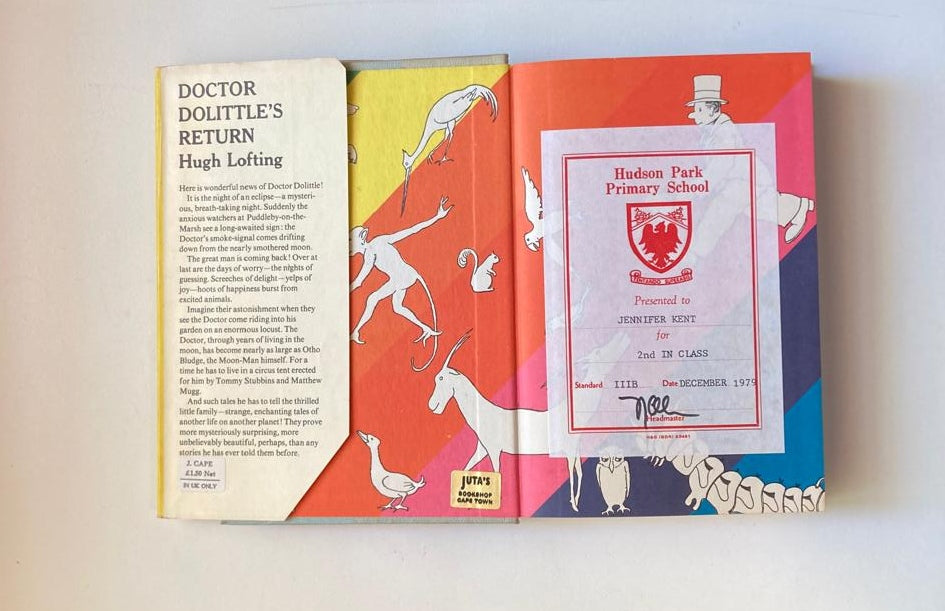 DOCTOR
DOLITTLE'S
RETURN
Hugh Lofting
Here is wonderful news of Doctor Dolittle!
It is the night of an eclipse—a mysteri-
ous, breath-taking night. Suddenly the
anxious watchers at Puddleby-on-the-
Marsh see a long-awaited sign: the
Doctor's smoke-signal comes drifting
down from the nearly smothered moon.
The great man is coming back! Over at
last are the days of worry—the nights of
guessing. Screeches of delight—yelps of
joy—hoots of happiness burst from
excited animals.
Imagine their astonishment when they
see the Doctor come riding into his
garden on an enormous locust. The
Doctor, through years of living in the
moon, has become nearly as large as Otho
Bludge, the Moon-Man himself. For a
time he has to live in a circus tent erected
for him by Tommy Stubbins and Matthew
Mugg.
And such tales he has to tell the thrilled
little family—strange, enchanting tales of
another life on another planet! They prove
more mysteriously surprising, more
unbelievably beautiful, perhaps, than any
stories he has ever told them before.
J. CAPE
£1.50 Net
IN UK ONLY
JUTA'S
BOOKSHOP
CAPE TOWN
Hudson Park
Primary School
Presented to
JENNIFER KENT
for
2nd IN CLASS
Standard IIIB Date DECEMBER 1979
Headmaster